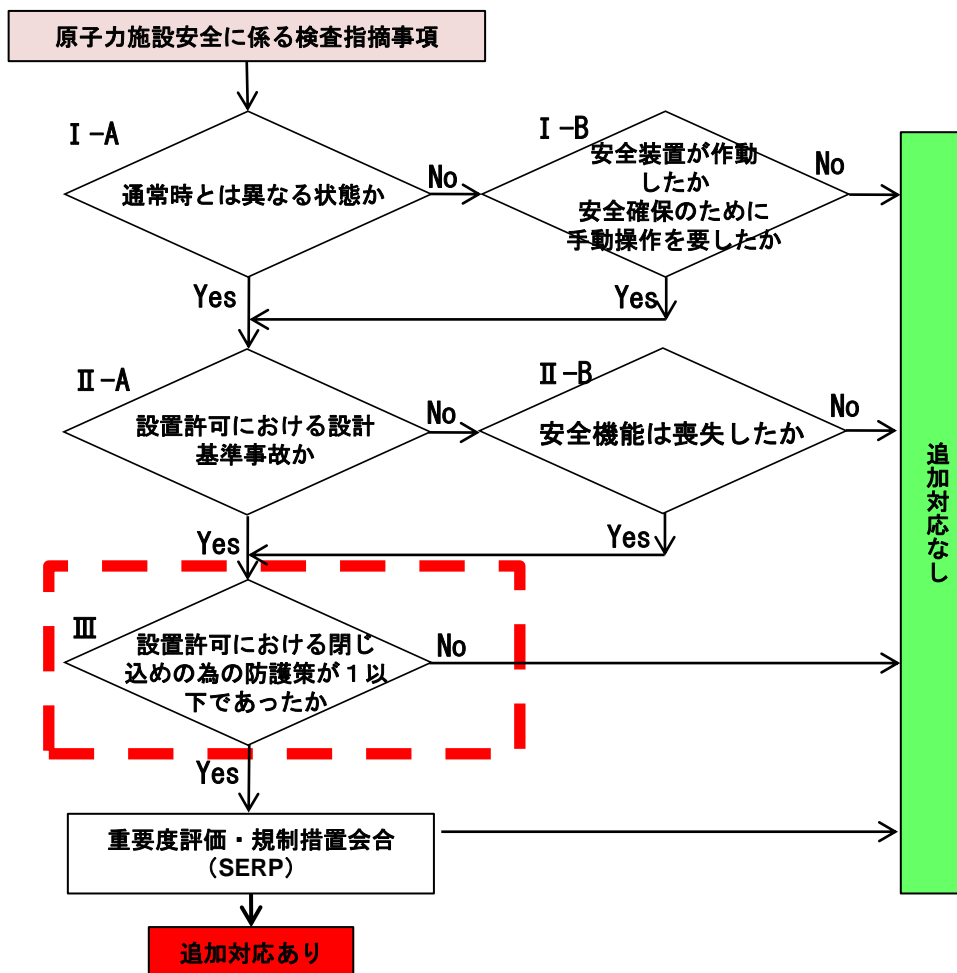 原子力施設安全に係る検査指摘事項
Ⅰ-A
通常時とは異なる状態か
No
Ⅰ-B
安全装置が作動
したか
安全確保のために
手動操作を要したか
No
Yes
Yes
Ⅱ-A
設置許可における設計
基準事故か
No
Ⅱ-B
安全機能は喪失したか
No
Yes
Yes
Ⅲ
設置許可における閉じ
込めの為の防護策が１以
下であったか
No
Yes
重要度評価・規制措置会合
（SERP）
追加対応あり
追加対応なし